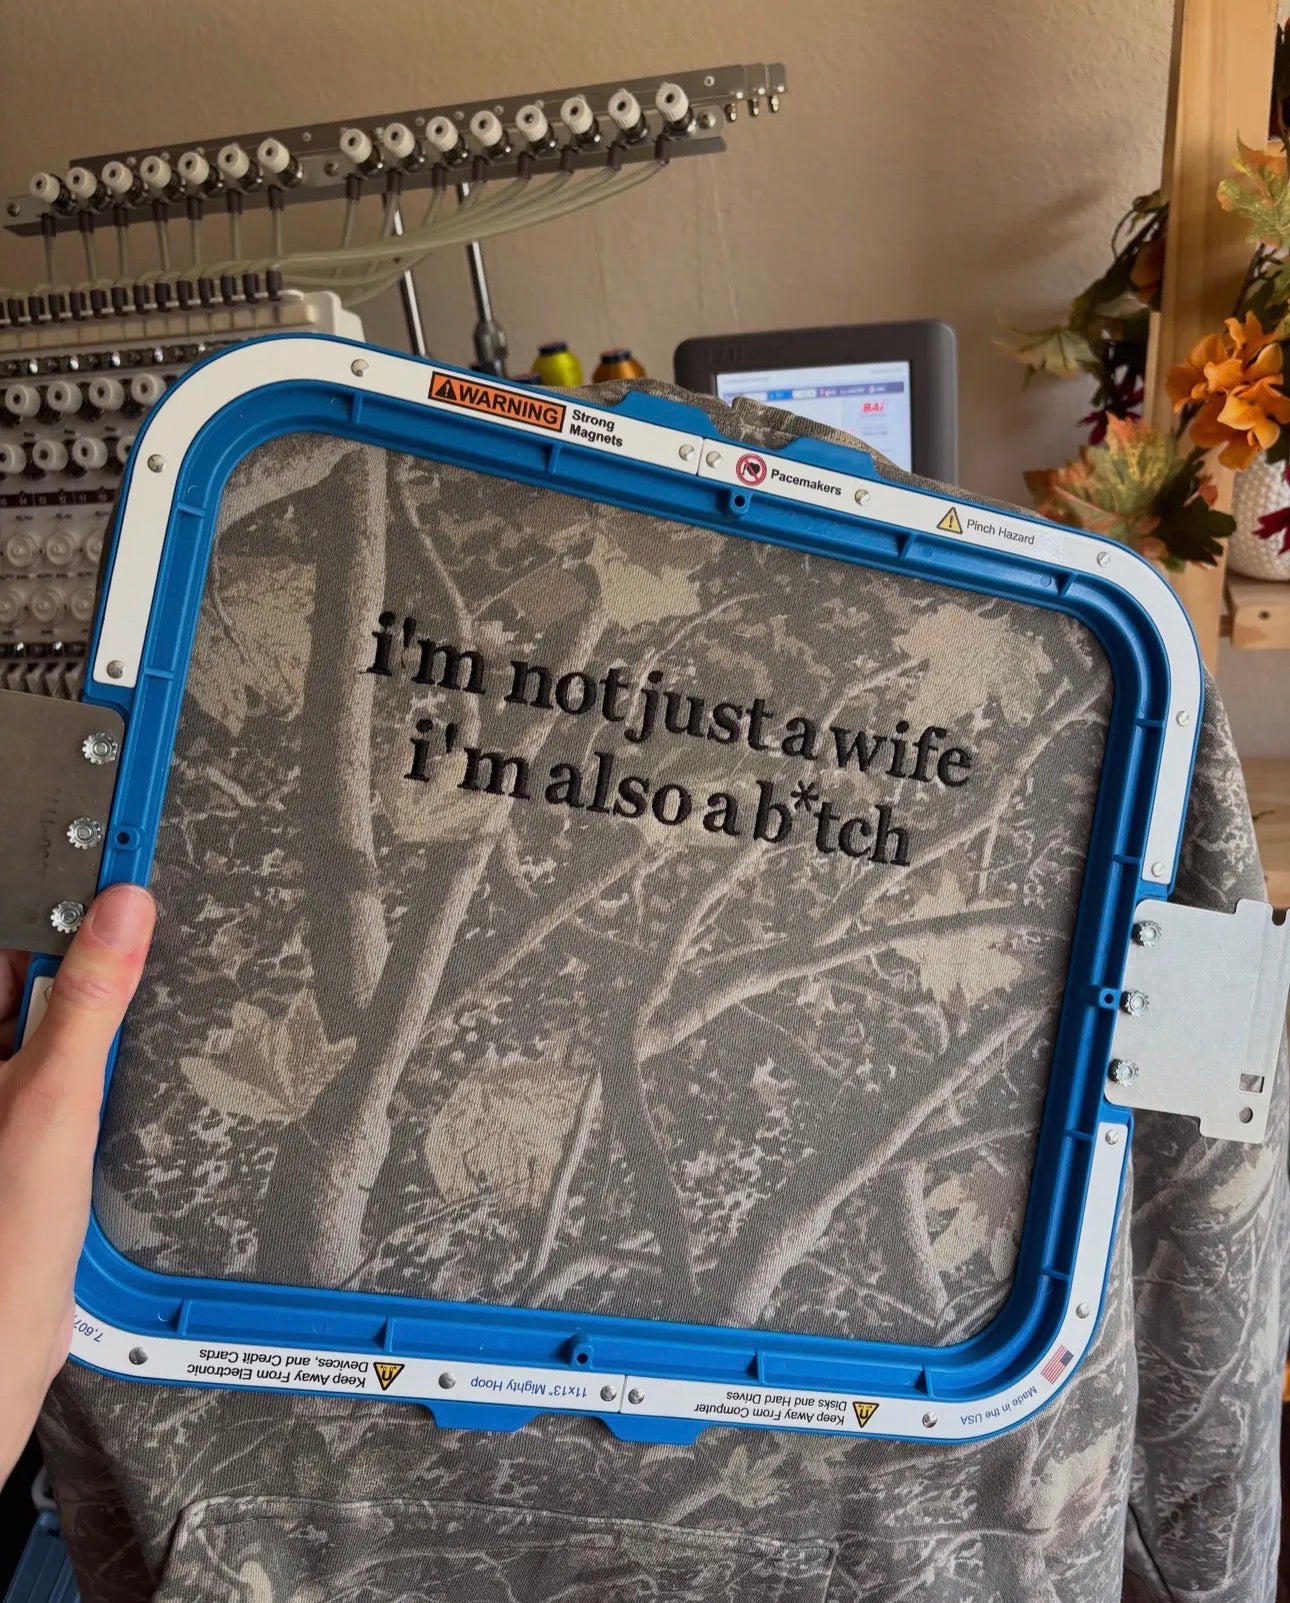 WARNING
Strong
Magnets
Pacemakers
Pinch Hazard
BAi
i'm not just a wife
i'm also a b*tch
Keep Away From Electronic
Devices, and Credit Cards
11x13" Mighty Hoop
Keep Away From Computer
Disks and Hard Drives
Made in the USA